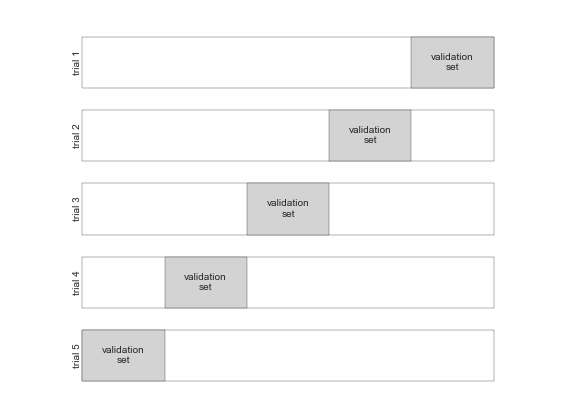 trial 1
validation
set
trial 2
validation
set
trial 3
validation
set
trial 4
validation
set
trial 5
validation
set